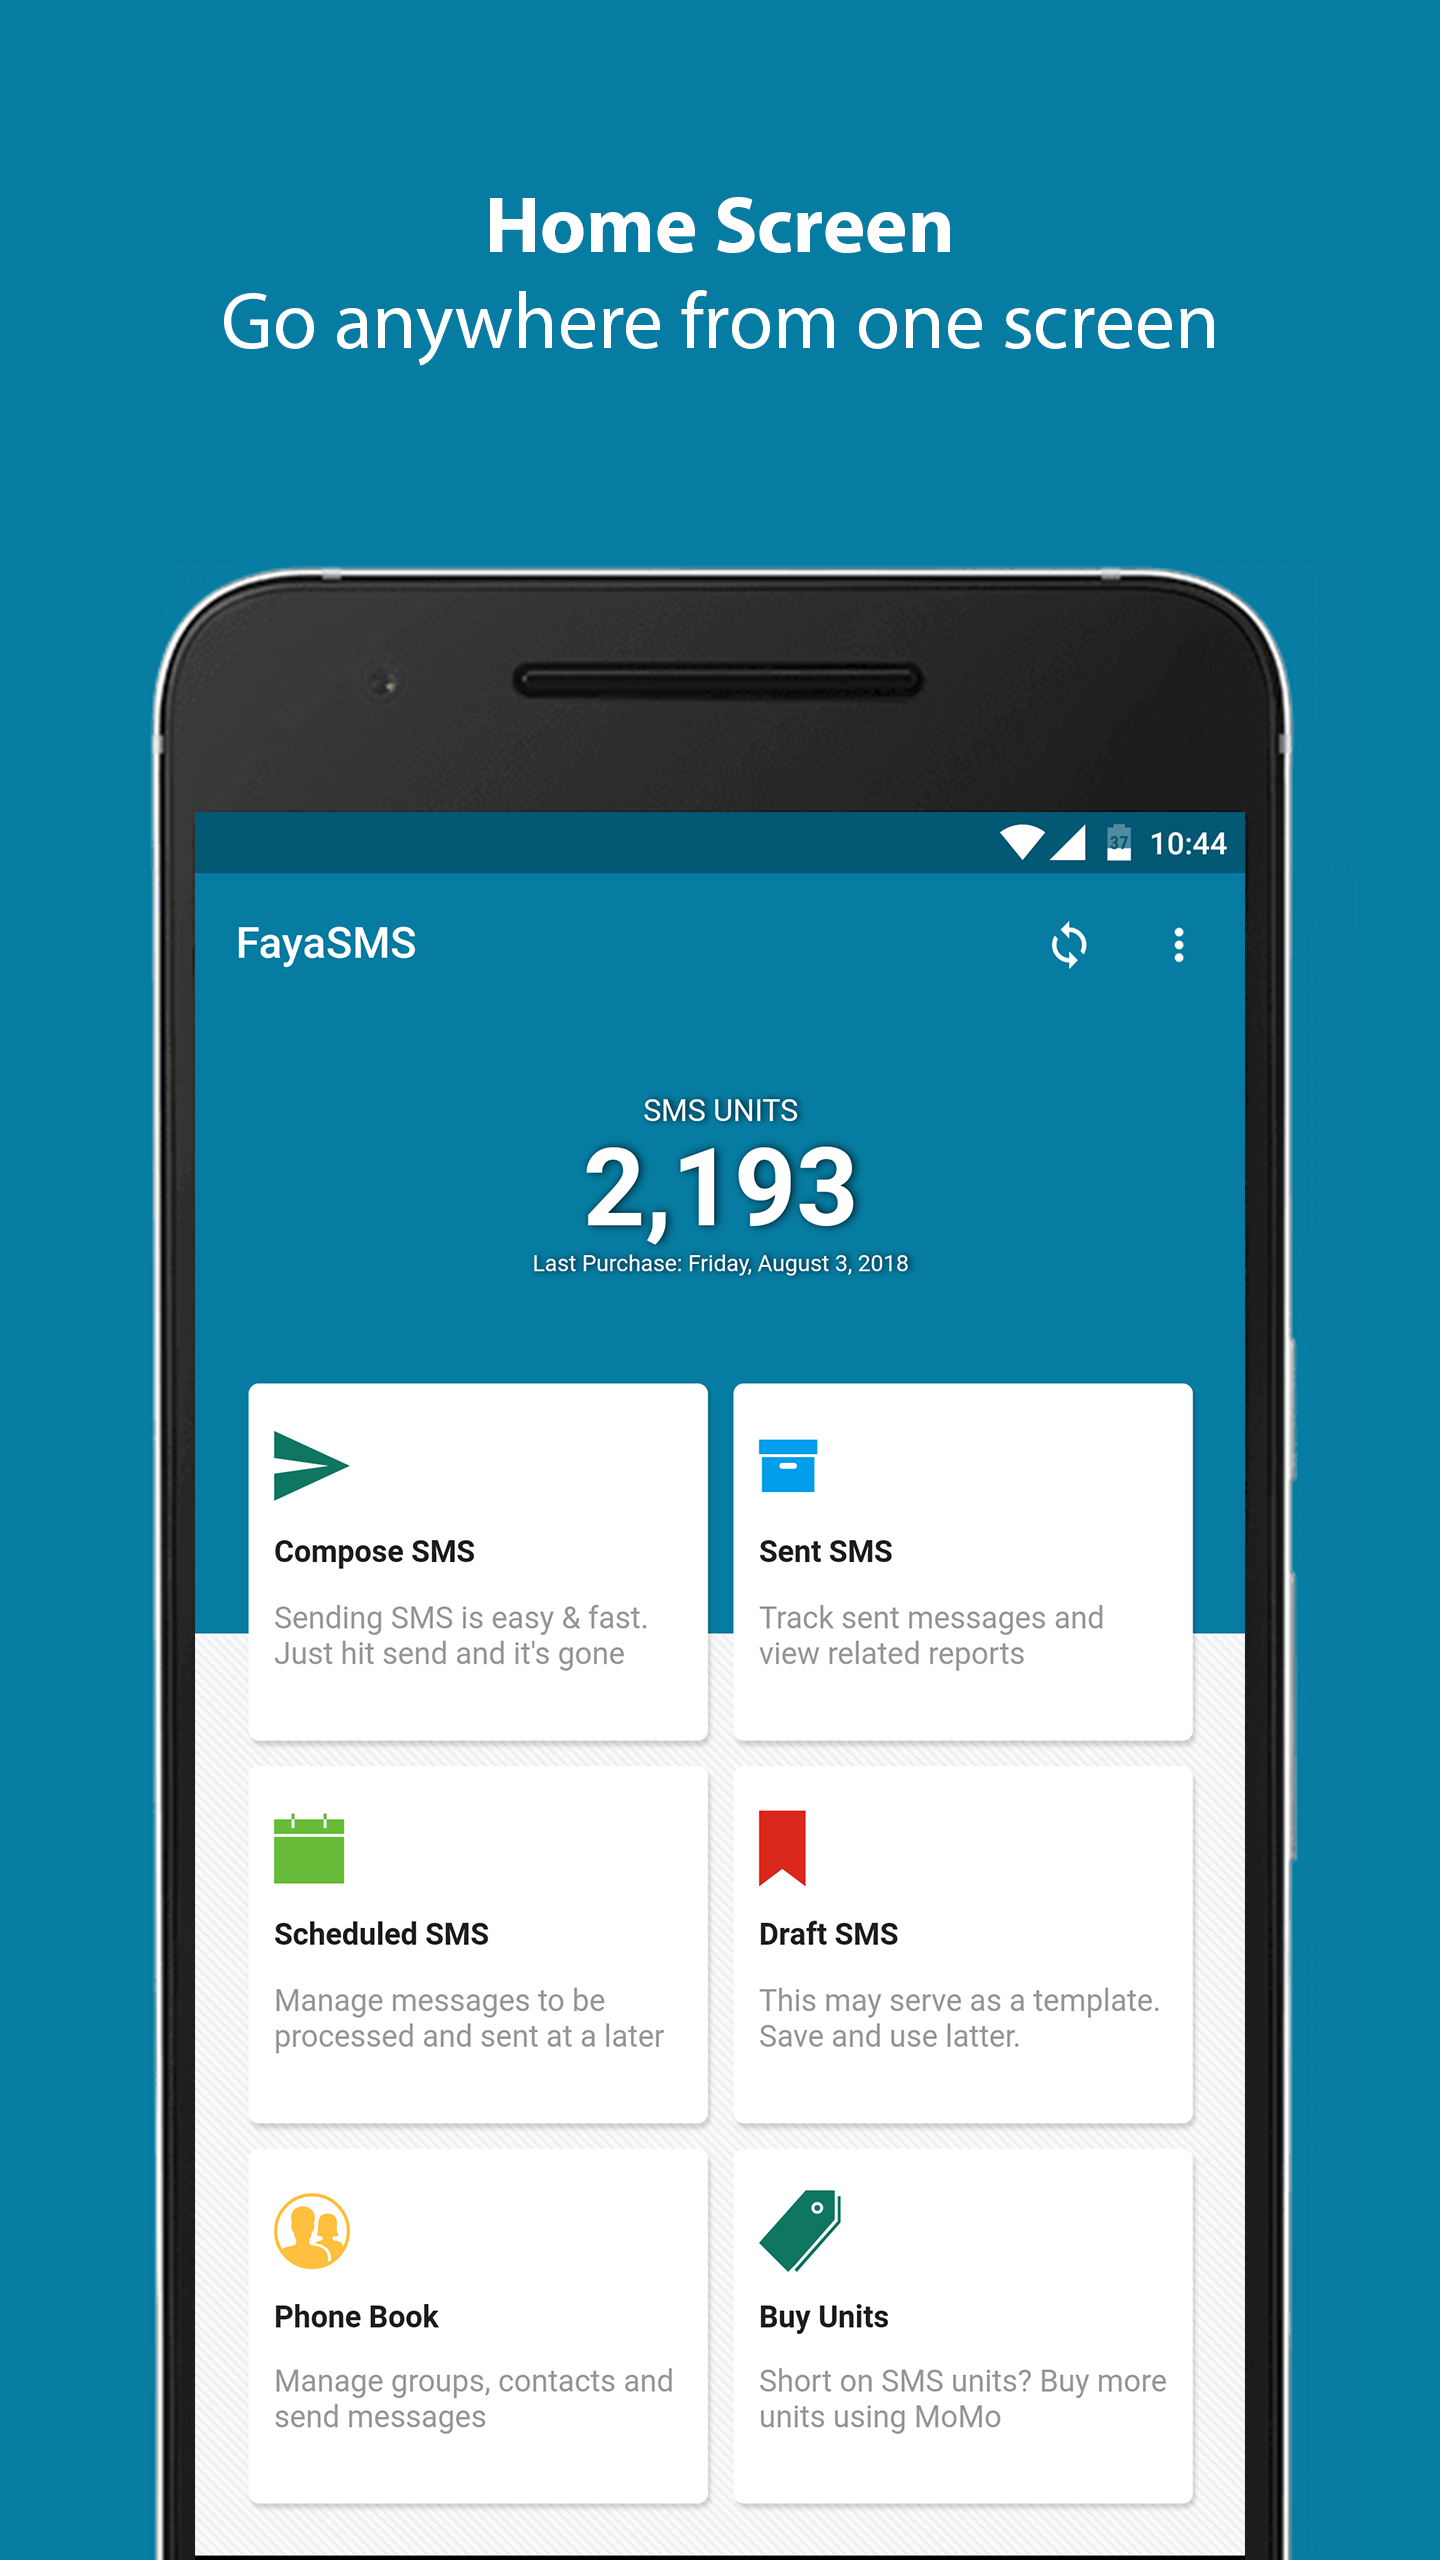 Home Screen
Go anywhere from one screen
37 10:44
FayaSMS
SMS UNITS
2,193
Last Purchase: Friday, August 3, 2018
Compose SMS
Sending SMS is easy & fast.
Just hit send and it's gone
Sent SMS
Track sent messages and
view related reports
Scheduled SMS
Manage messages to be
processed and sent at a later
Draft SMS
This may serve as a template.
Save and use latter.
Phone Book
Manage groups, contacts and
send messages
Buy Units
Short on SMS units? Buy more
units using MoMo